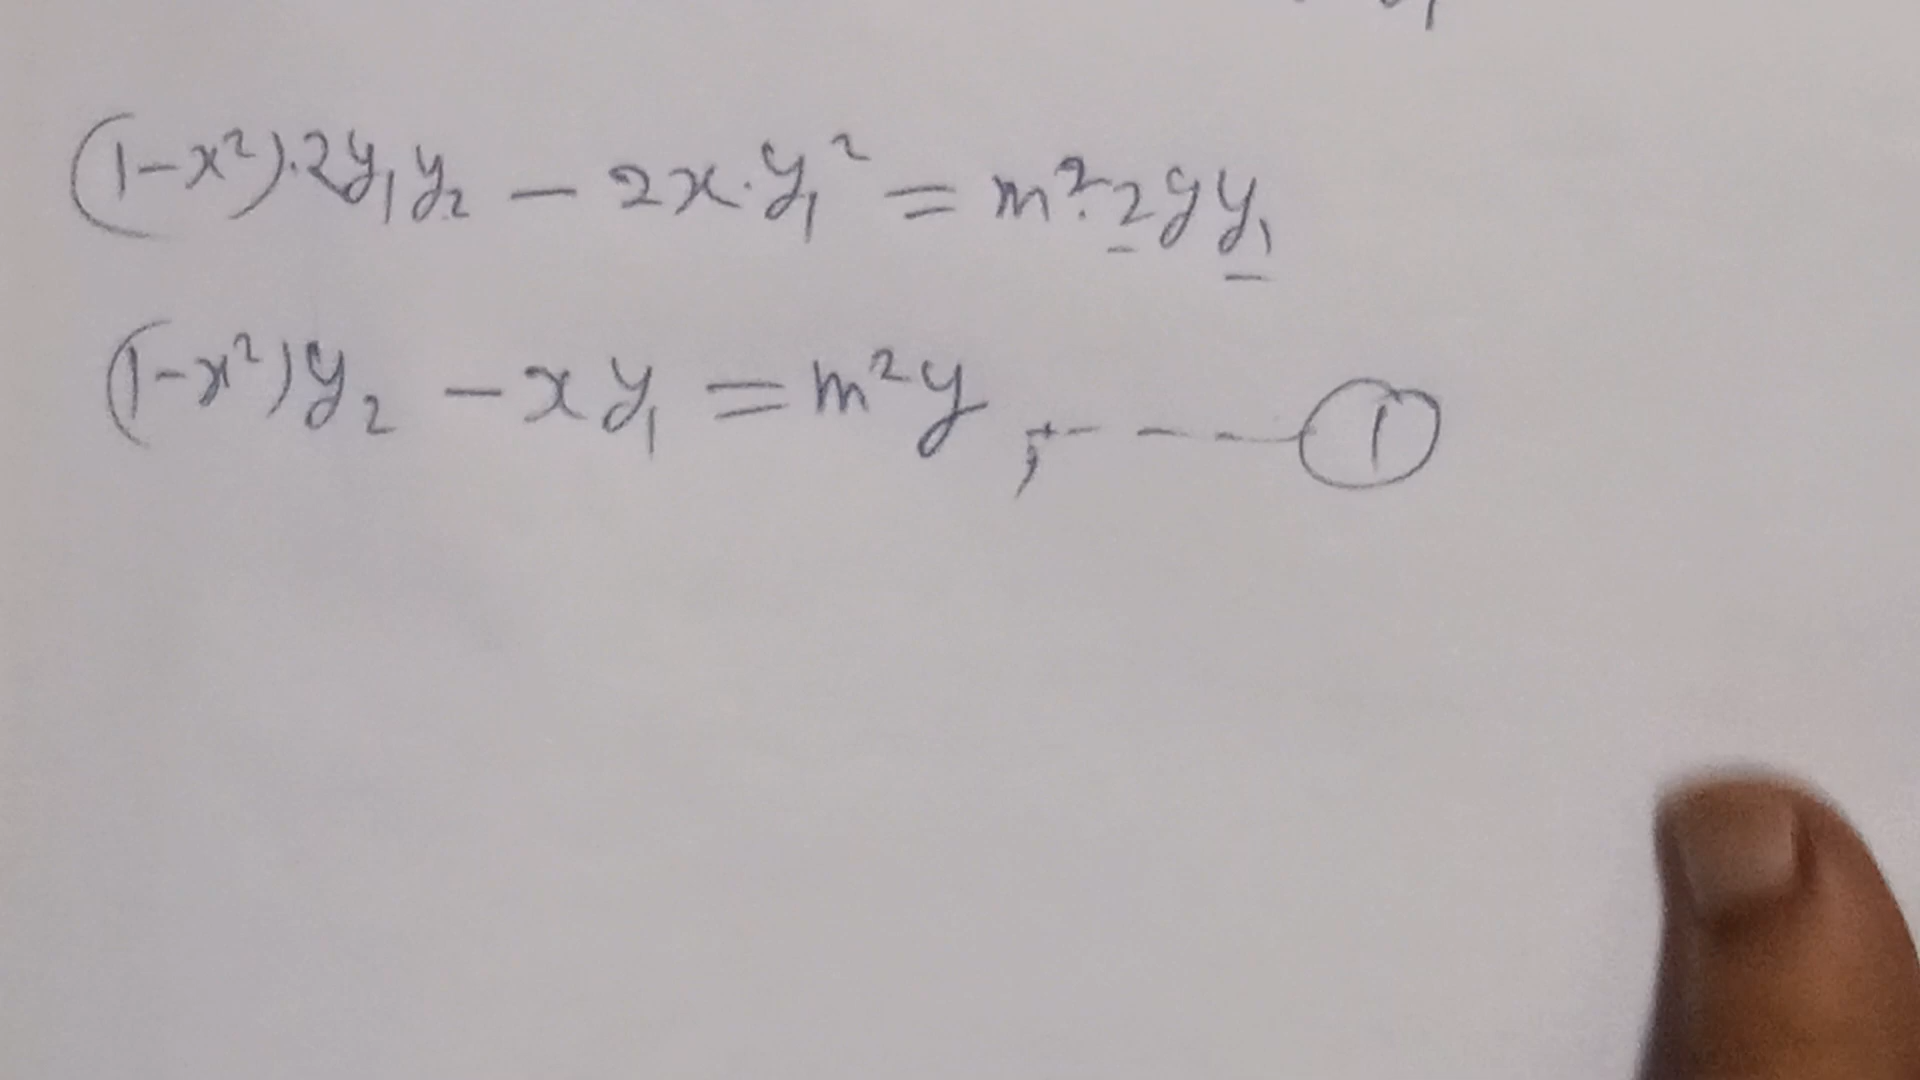 (1-x²).2y₁y₂ - 2x.y₁² = m².2yy₁
(1-x²)y₂ - xy₁ = m²y, ---- ①